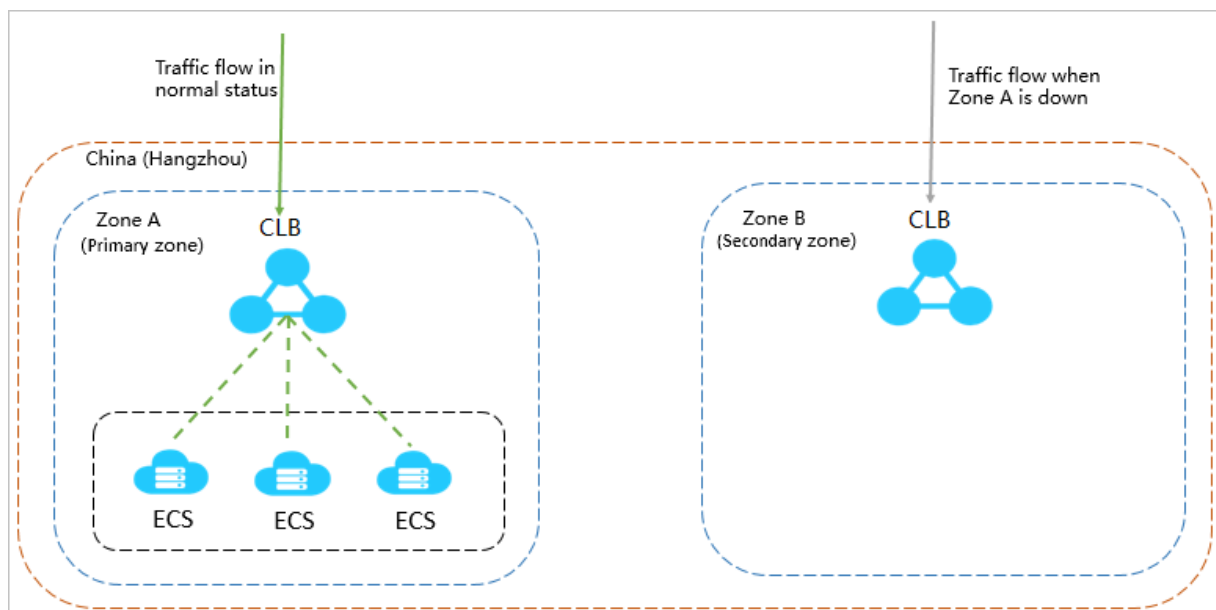 Traffic flow in
normal status
Traffic flow when
Zone A is down
China (Hangzhou)
Zone A
(Primary zone)
CLB
Zone B
(Secondary zone)
CLB
ECS
ECS
ECS